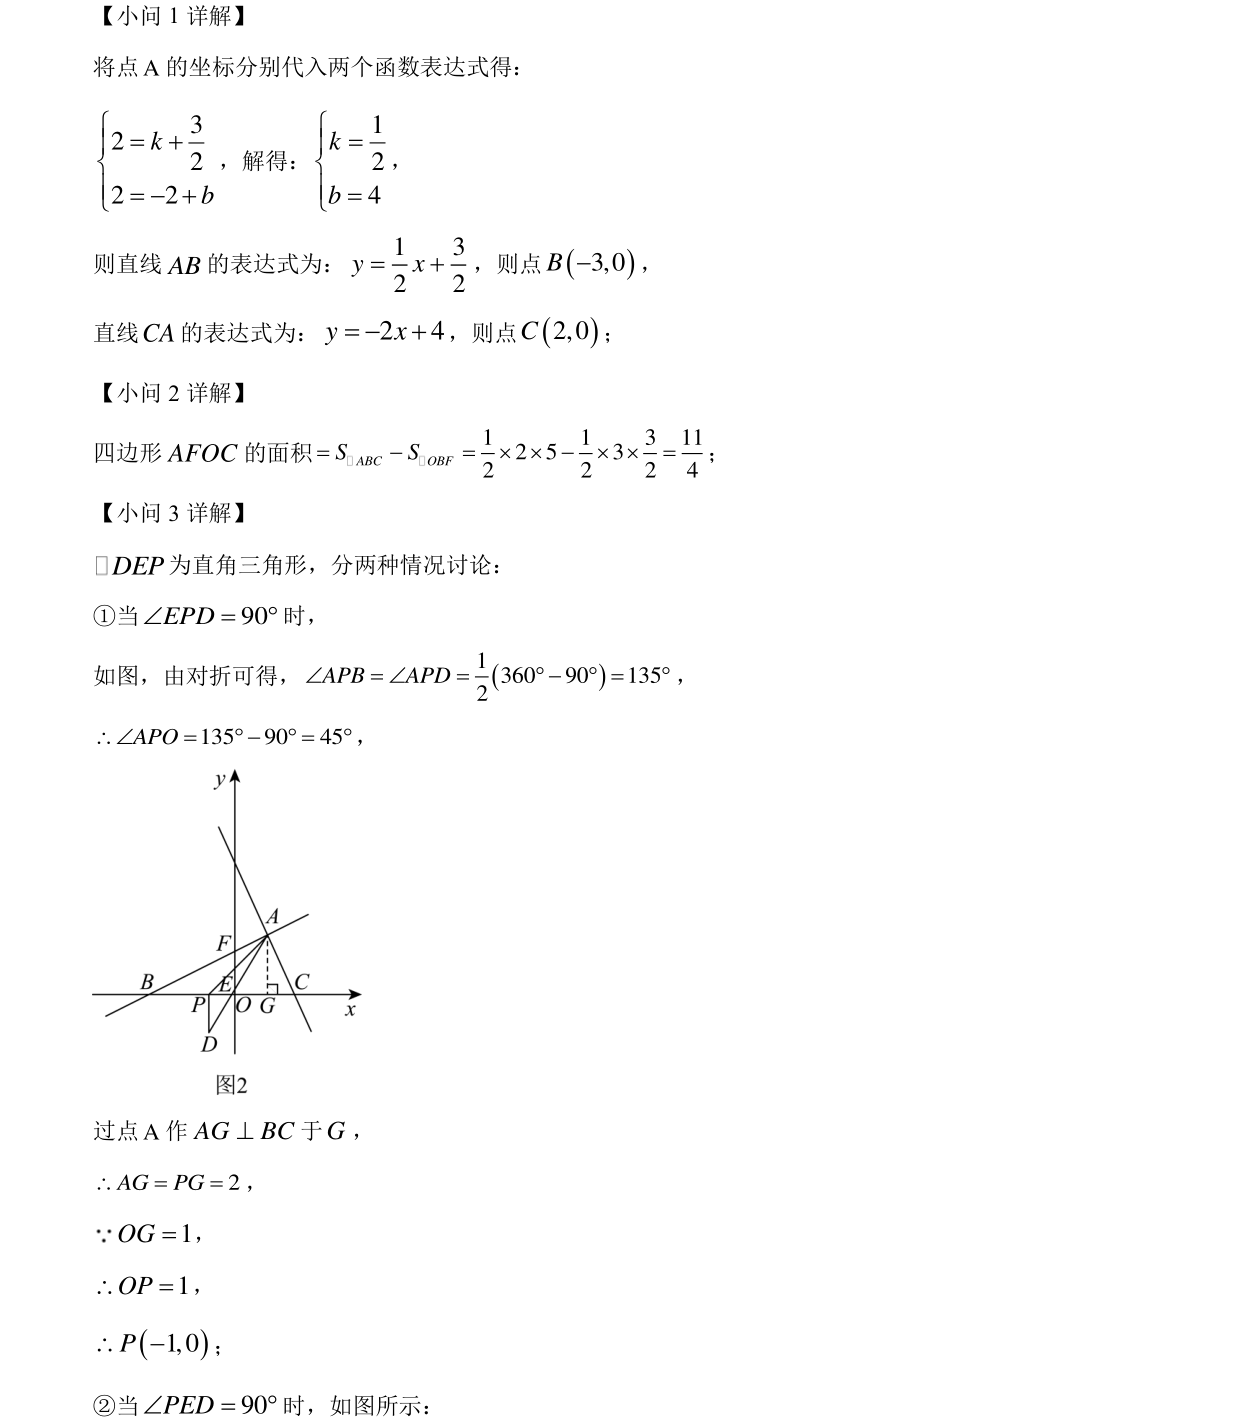 【小问 1 详解】
将点 A 的坐标分别代入两个函数表达式得：
{2 = k + 3/2, 2 = −2 + b ，解得： {k = 1/2, b = 4 ，
则直线 AB 的表达式为： y = 1/2 x + 3/2 ，则点 B(−3,0)，
直线 CA 的表达式为： y = −2x + 4，则点 C(2,0)；
【小问 2 详解】
四边形 AFOC 的面积 = S□ABC − S□OBF = 1/2 × 2 × 5 − 1/2 × 3 × 3/2 = 11/4；
【小问 3 详解】
□DEP 为直角三角形，分两种情况讨论：
①当∠EPD = 90° 时，
如图，由对折可得，∠APB = ∠APD = 1/2(360° − 90°) = 135°，
∴∠APO = 135° − 90° = 45°，
y
A
F
B E C
P O G x
D
图2
过点 A 作 AG ⊥ BC 于 G，
∴AG = PG = 2，
∵OG = 1，
∴OP = 1，
∴P(−1,0)；
②当∠PED = 90° 时，如图所示：